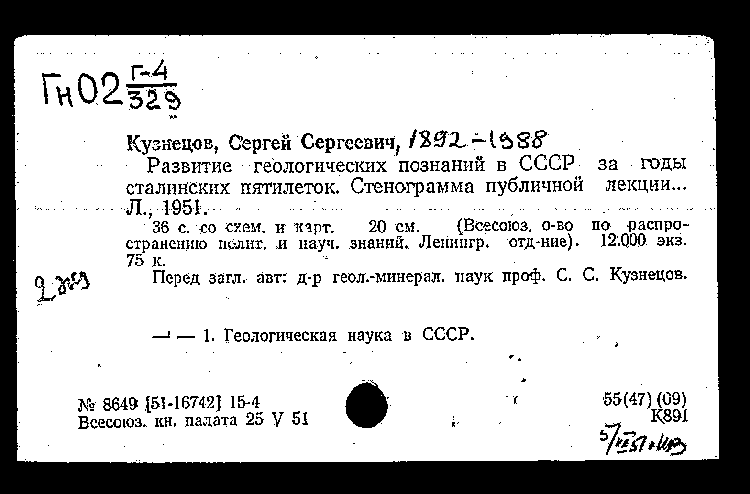 Гн02 Г-4/329
Кузнецов, Сергей Сергеевич, 1892-1988
Развитие геологических познаний в СССР за годы
сталинских пятилеток. Стенограмма публичной лекции...
Л., 1951.
36 с. со схем. и карт. 20 см. (Всесоюз. о-во по распро-
странению полит. и науч. знаний. Ленингр. отд-ние). 12.000 экз.
75 к.
2 экз
Перед загл. авт: д-р геол.-минерал. наук проф. С. С. Кузнецов.
—' — 1. Геологическая наука в СССР.
№ 8649 [51-16742] 15-4
Всесоюз. кн. палата 25 V 51
55(47)(09)
К891